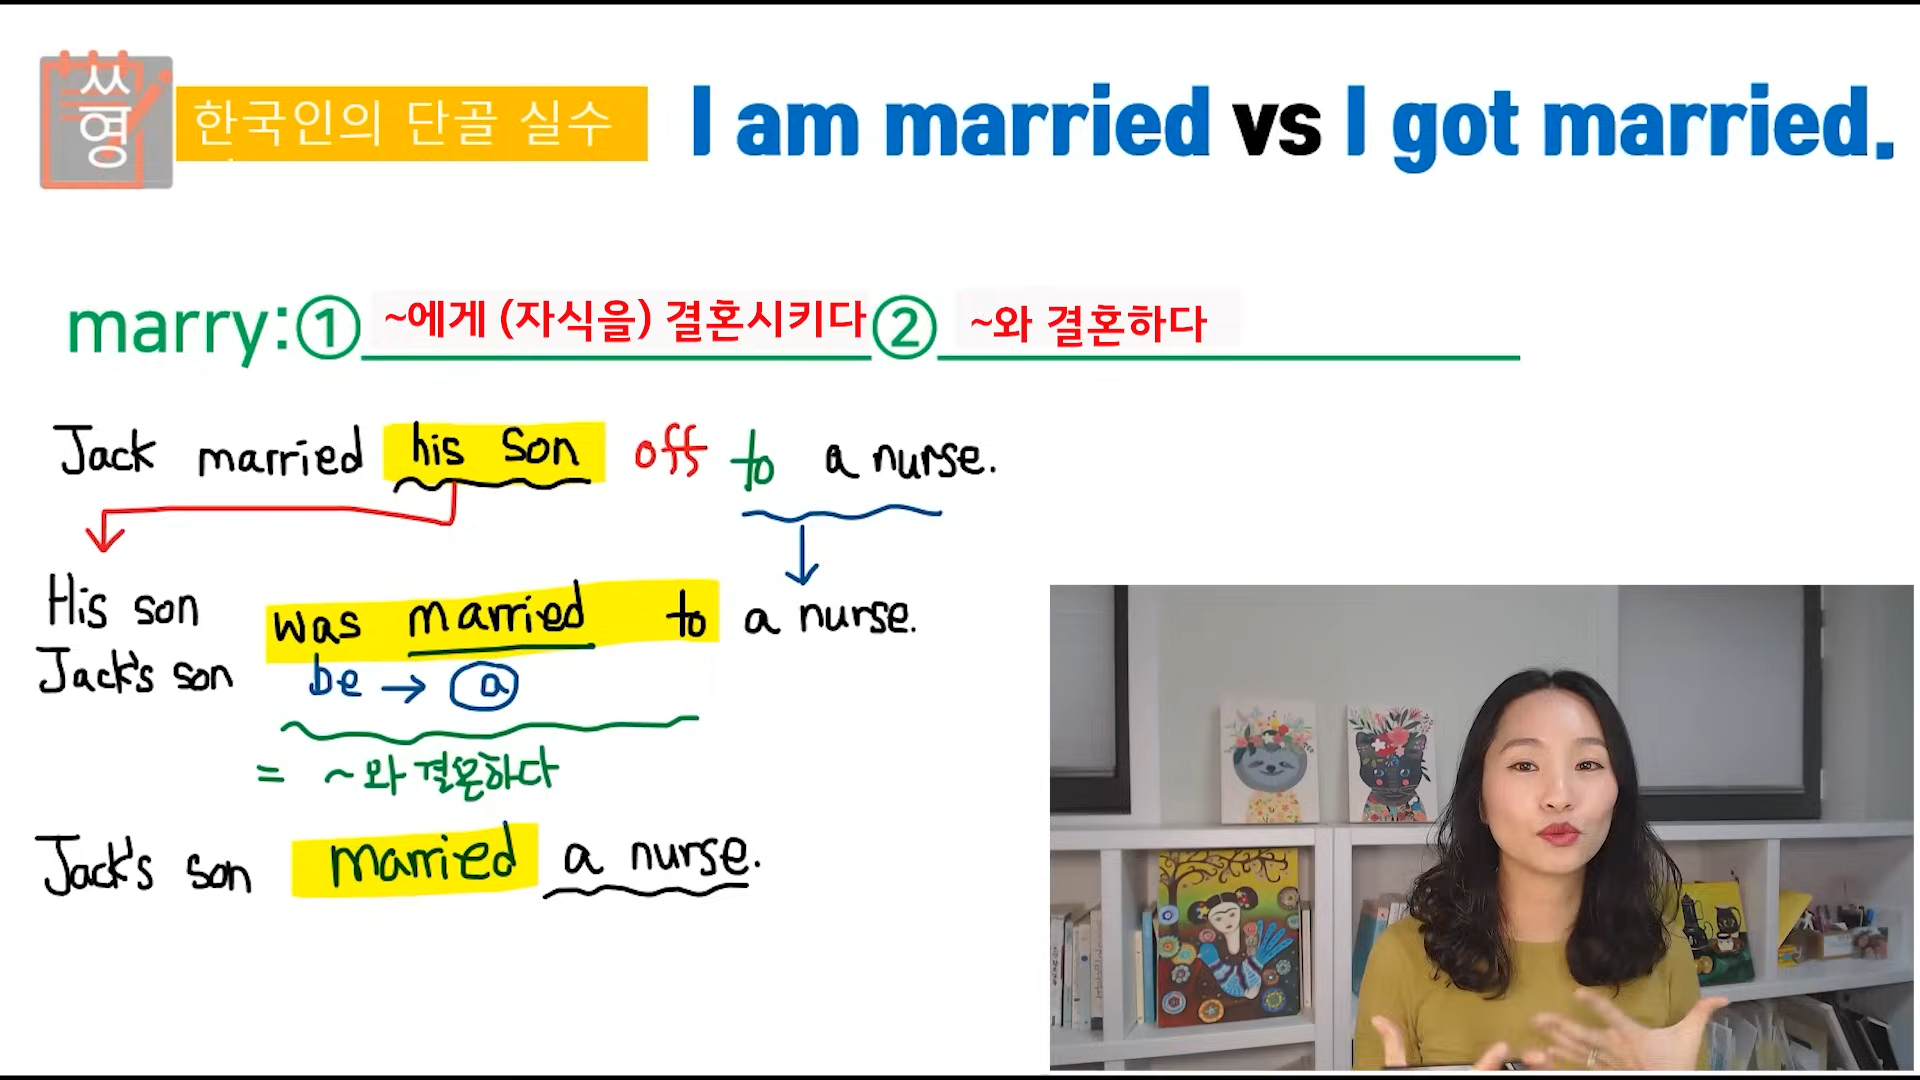 쓰
영
한국인의 단골 실수
I am married vs I got married.
marry:① ~에게 (자식을) 결혼시키다 ② ~와 결혼하다
Jack married his son off to a nurse.
His son was married to a nurse.
Jack's son be → ⓐ
= ~와 결혼하다
Jack's son married a nurse.